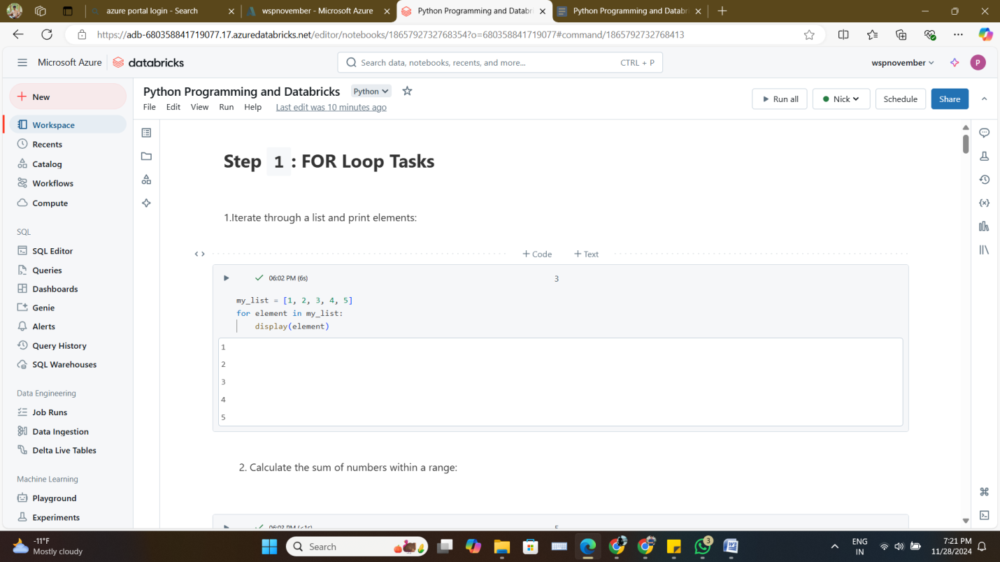 azure portal login - Search
wspnovember - Microsoft Azure
Python Programming and Databri
Python Programming and Databri
https://adb-680358841719077.17.azuredatabricks.net/editor/notebooks/1865792732768354?o=680358841719077#command/1865792732768413
Microsoft Azure
databricks
Search data, notebooks, recents, and more...
CTRL + P
wspnovember
P
New
Workspace
Recents
Catalog
Workflows
Compute
SQL
SQL Editor
Queries
Dashboards
Genie
Alerts
Query History
SQL Warehouses
Data Engineering
Job Runs
Data Ingestion
Delta Live Tables
Machine Learning
Playground
Experiments
Python Programming and Databricks
Python
File Edit View Run Help Last edit was 10 minutes ago
Run all
Nick
Schedule
Share
Step 1 : FOR Loop Tasks
1.Iterate through a list and print elements:
+ Code + Text
06:02 PM (6s)
3
my_list = [1, 2, 3, 4, 5]
for element in my_list:
display(element)
1
2
3
4
5
2. Calculate the sum of numbers within a range:
06:03 PM (<1s)
5
-11°F
Mostly cloudy
Search
3
ENG
IN
7:21 PM
11/28/2024